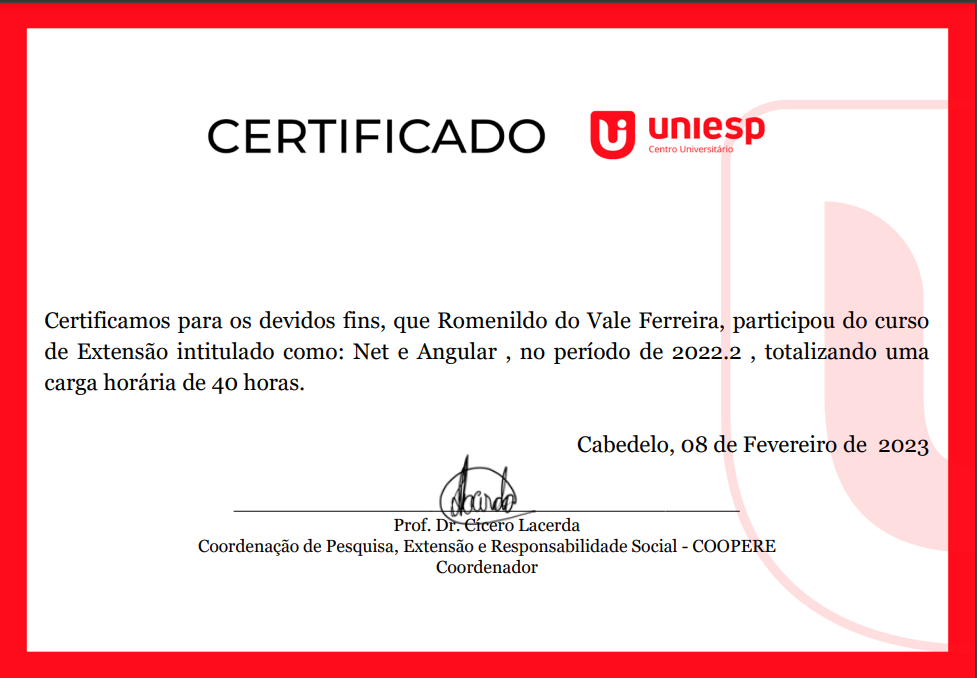 CERTIFICADO
uniesp
Centro Universitário
Certificamos para os devidos fins, que Romenildo do Vale Ferreira, participou do curso
de Extensão intitulado como: Net e Angular , no período de 2022.2 , totalizando uma
carga horária de 40 horas.
Cabedelo, 08 de Fevereiro de 2023
Prof. Dr. Cícero Lacerda
Coordenação de Pesquisa, Extensão e Responsabilidade Social - COOPERE
Coordenador